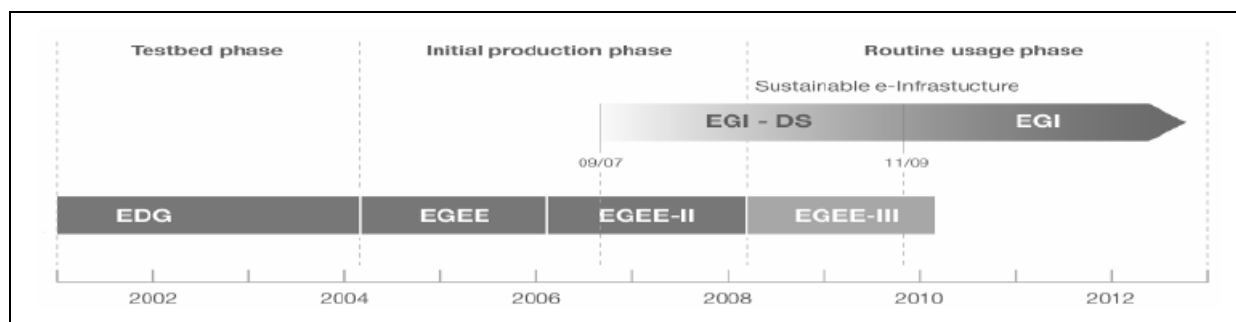 Testbed phase
Initial production phase
Routine usage phase
Sustainable e-Infrastucture
EGI - DS
EGI
09/07
11/09
EDG
EGEE
EGEE-II
EGEE-III
2002
2004
2006
2008
2010
2012